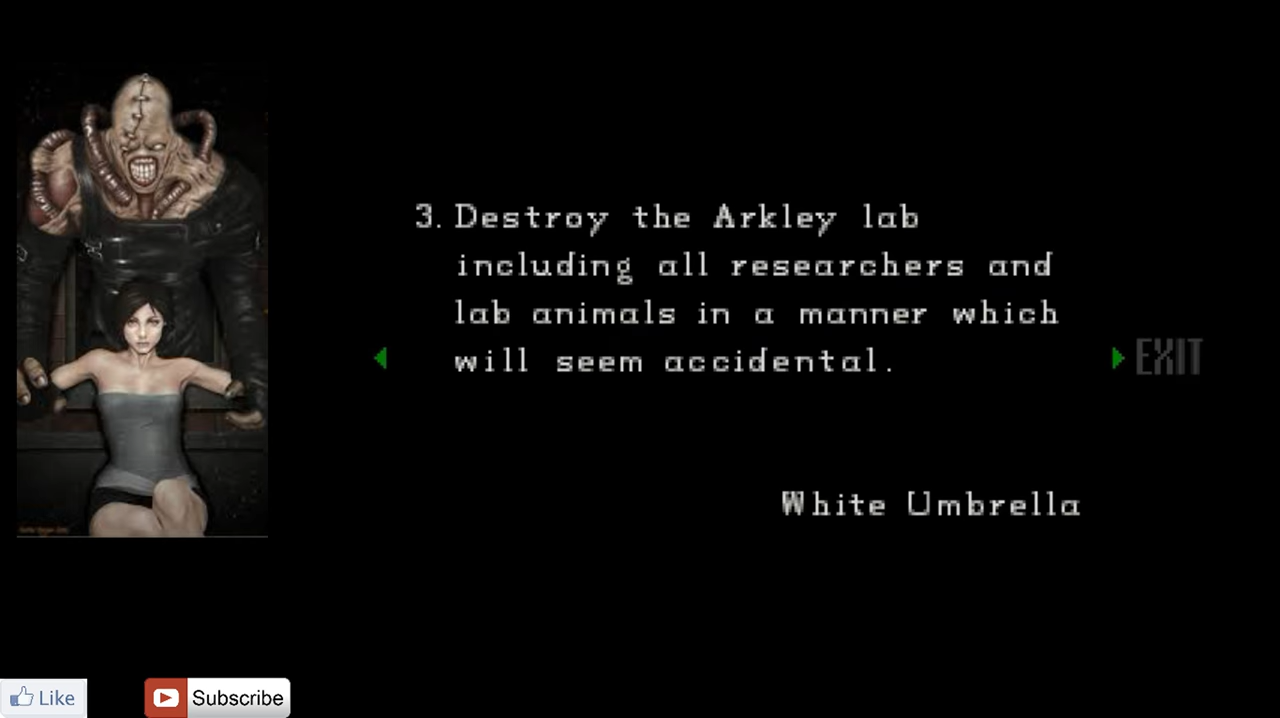 3. Destroy the Arkley lab
including all researchers and
lab animals in a manner which
will seem accidental.
EXIT
White Umbrella
Like
Subscribe